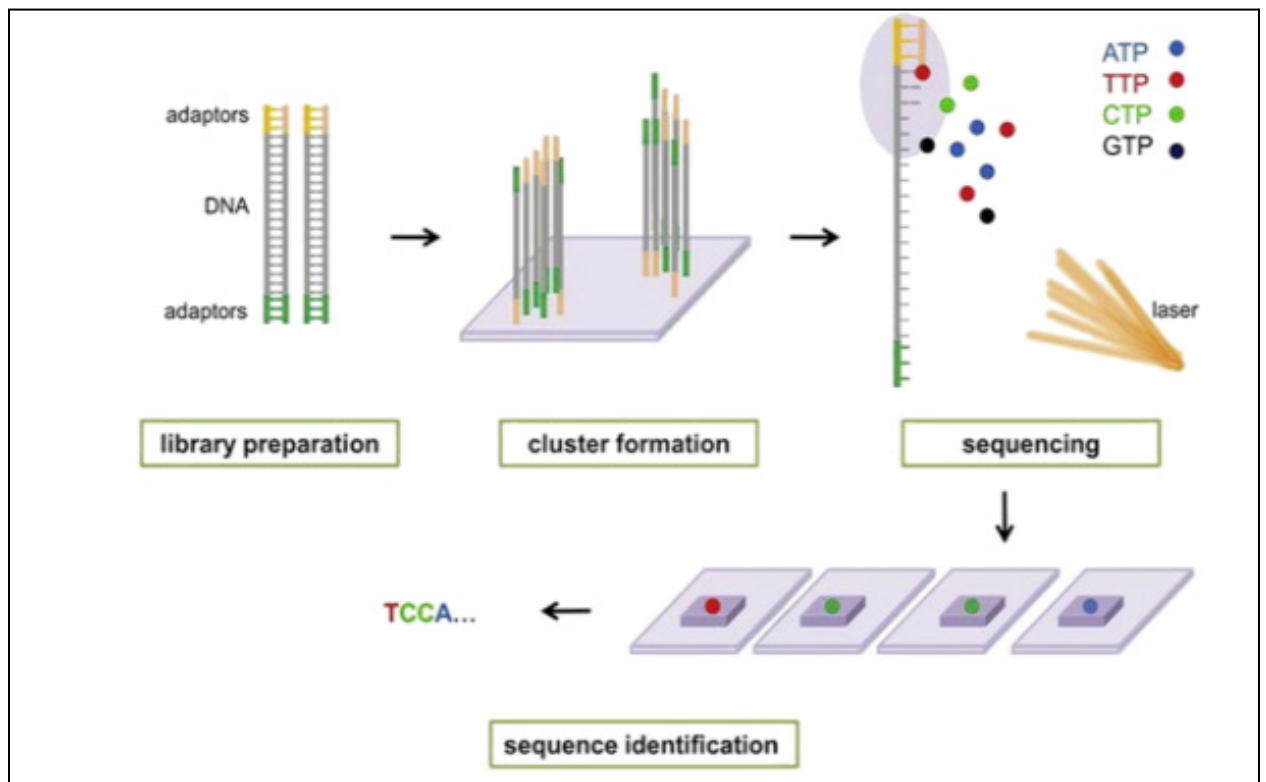 adaptors
DNA
adaptors
ATP
TTP
CTP
GTP
laser
library preparation
cluster formation
sequencing
TCCA...
sequence identification